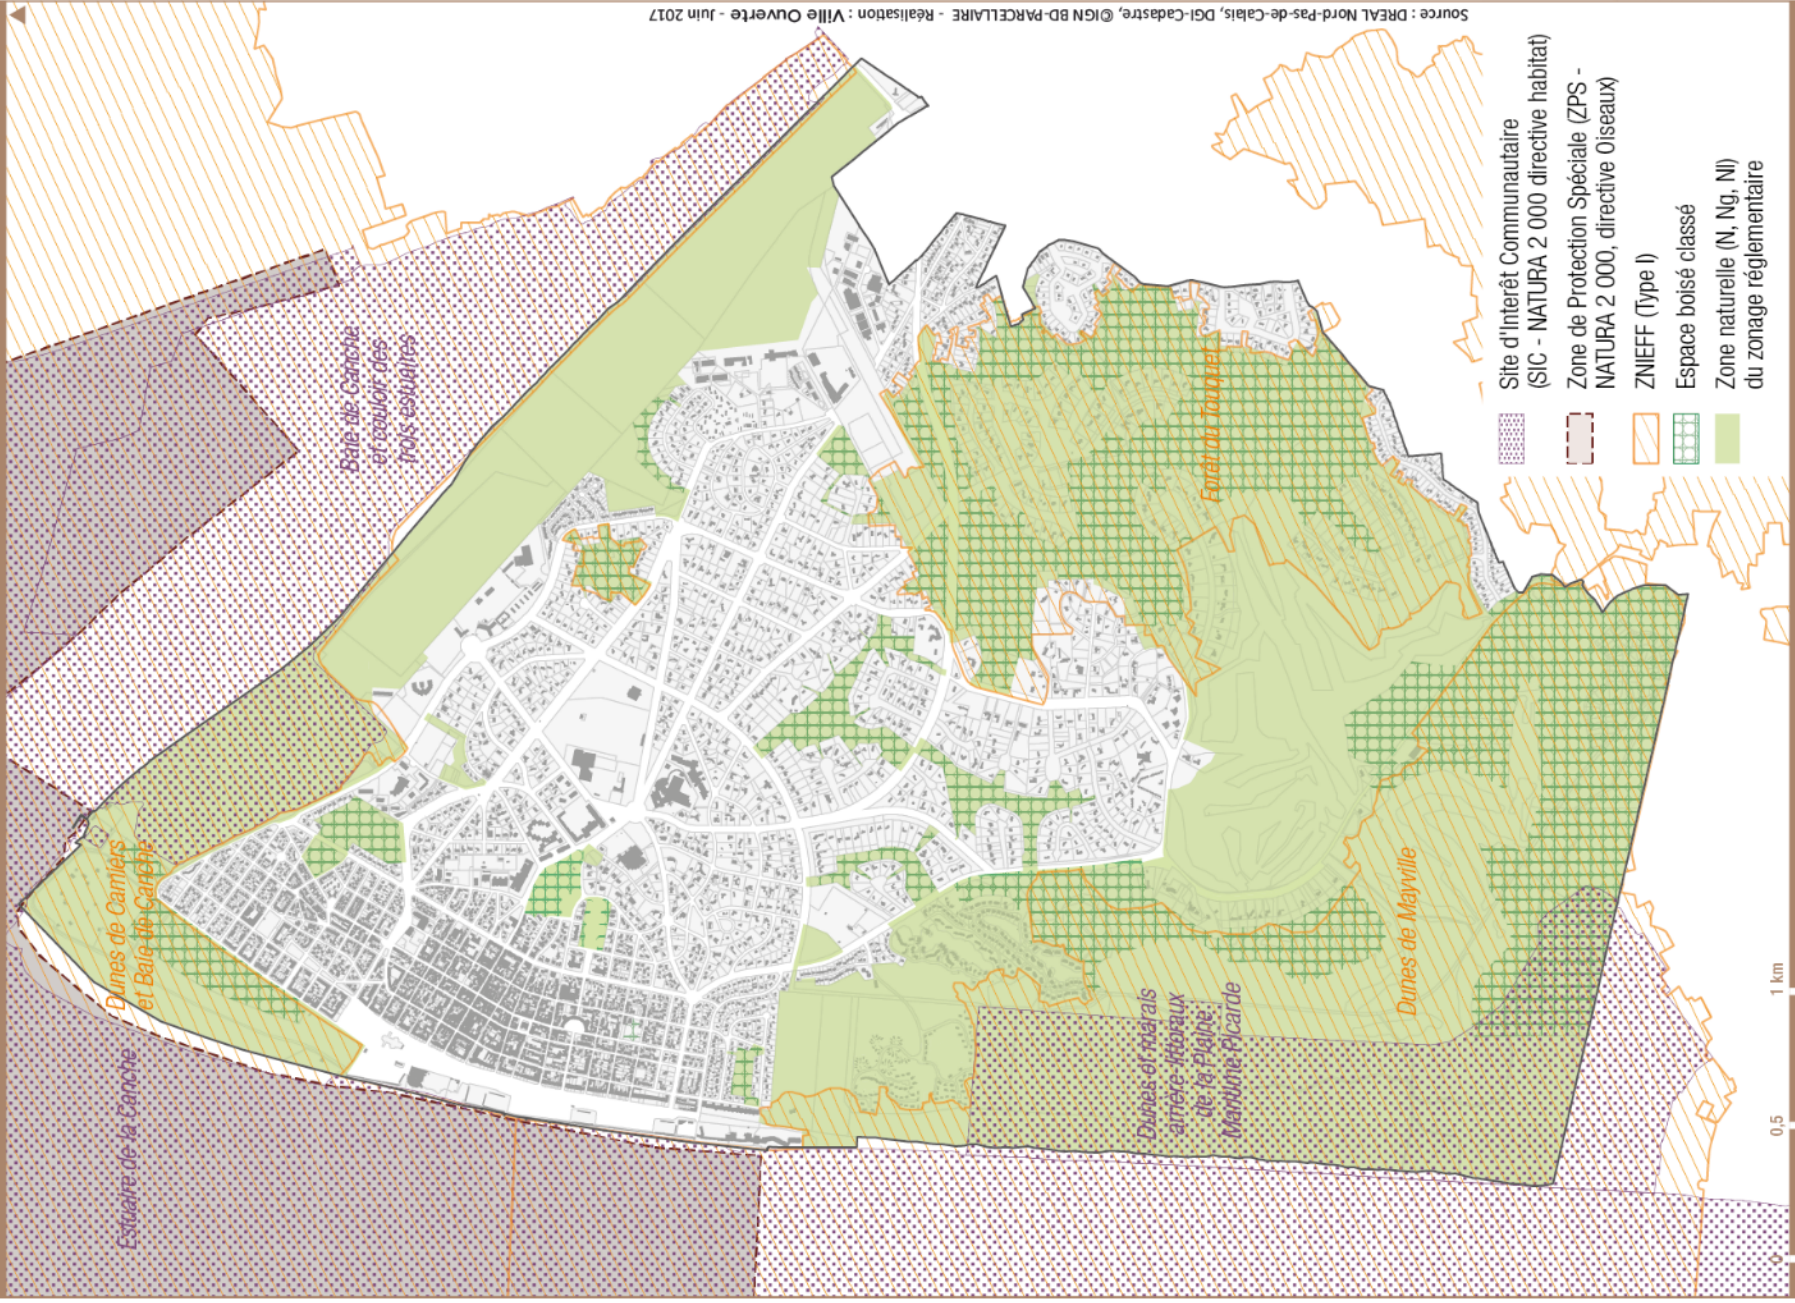 Source : DREAL Nord-Pas-de-Calais, DGI-Cadastre, ©IGN BD-PARCELLAIRE - Réalisation : Ville Ouverte - Juin 2017
Baie de Canche
et couloir des
trois estuaires
Dunes de Camiers
et Baie de Canche
Estuaire de la Canche
Forêt du Touquet
Dunes de Mayville
Dunes et marais
arrière-littoraux
de la Plaine
Maritime Picarde
Site d'Intérêt Communautaire
(SIC - NATURA 2 000 directive habitat)
Zone de Protection Spéciale (ZPS -
NATURA 2 000, directive Oiseaux)
ZNIEFF (Type I)
Espace boisé classé
Zone naturelle (N, Ng, Nl)
du zonage réglementaire
0 0,5 1 km